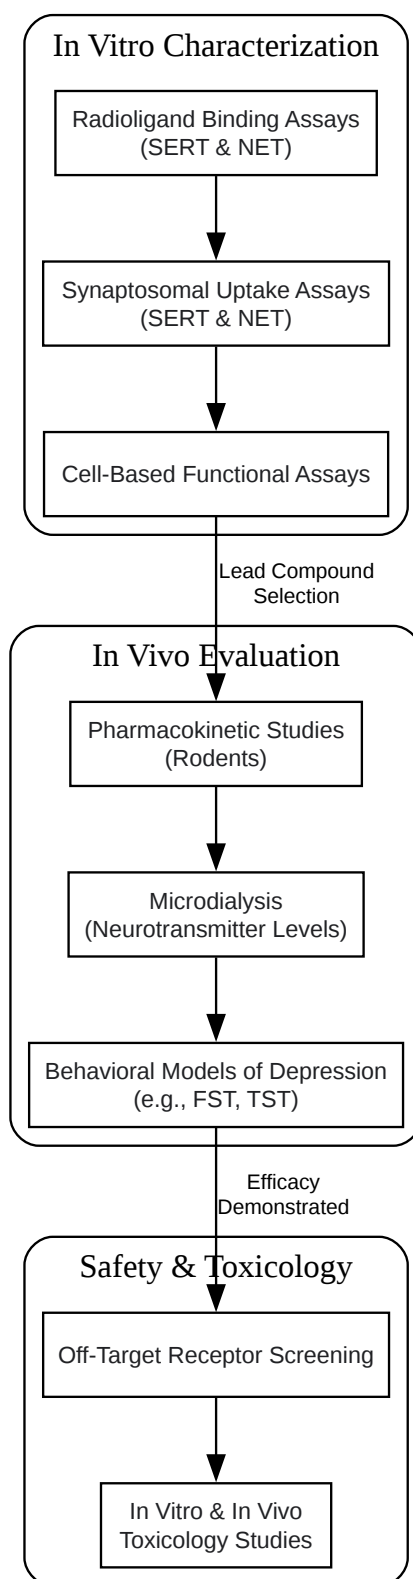 In Vitro Characterization
Radioligand Binding Assays
(SERT & NET)
Synaptosomal Uptake Assays
(SERT & NET)
Cell-Based Functional Assays
Lead Compound
Selection
In Vivo Evaluation
Pharmacokinetic Studies
(Rodents)
Microdialysis
(Neurotransmitter Levels)
Behavioral Models of Depression
(e.g., FST, TST)
Efficacy
Demonstrated
Safety & Toxicology
Off-Target Receptor Screening
In Vitro & In Vivo
Toxicology Studies